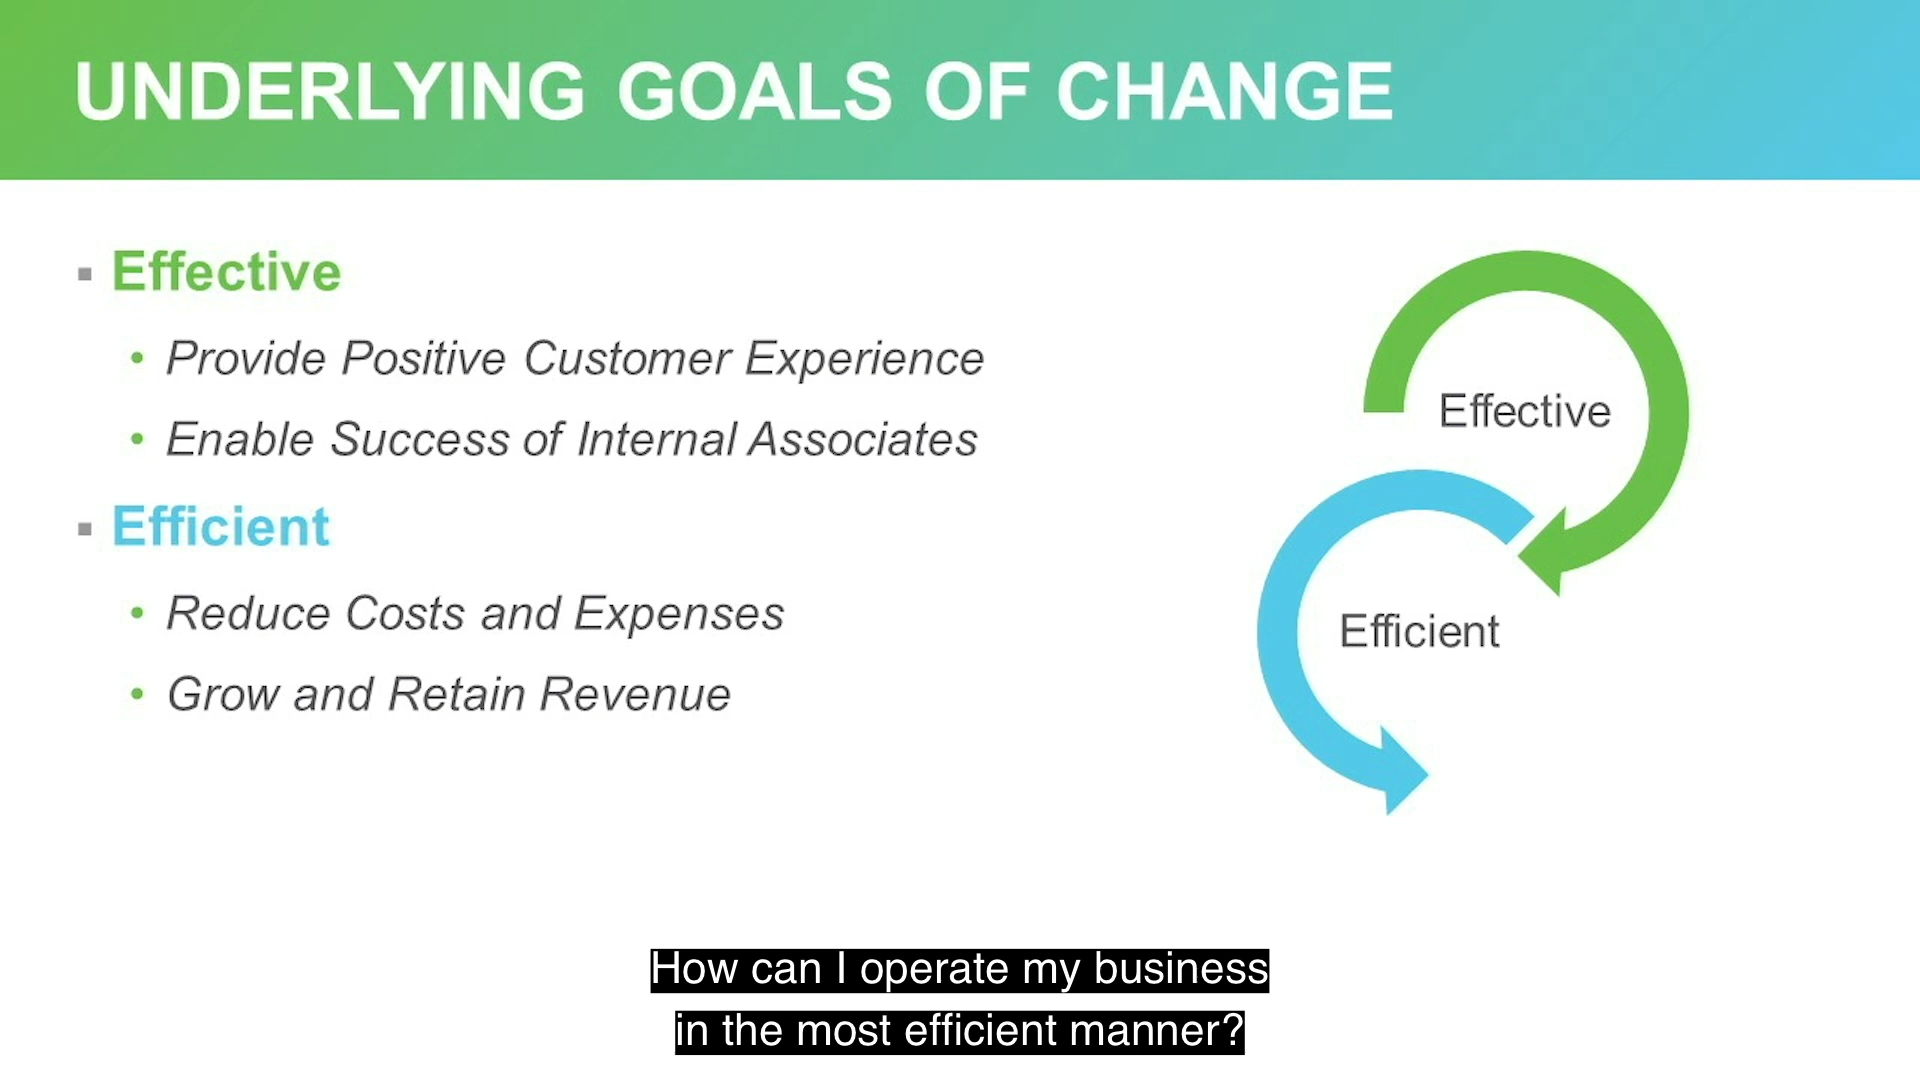 UNDERLYING GOALS OF CHANGE
Effective
Provide Positive Customer Experience
Enable Success of Internal Associates
Efficient
Reduce Costs and Expenses
Grow and Retain Revenue
Effective
Efficient
How can I operate my business
in the most efficient manner?